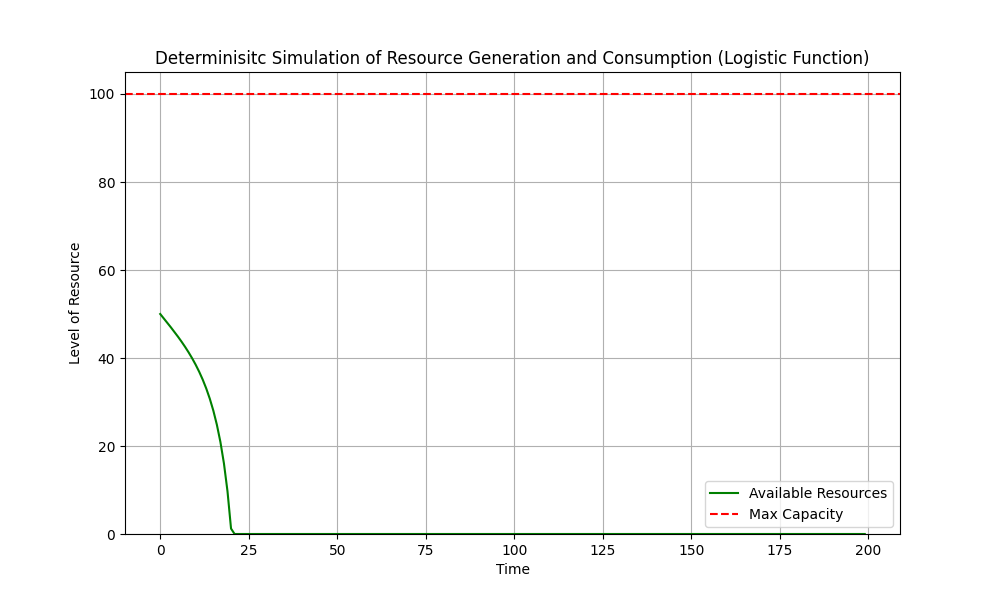 Determinisitc Simulation of Resource Generation and Consumption (Logistic Function)
100
80
60
40
20
0
Level of Resource
Available Resources
Max Capacity
0 25 50 75 100 125 150 175 200
Time